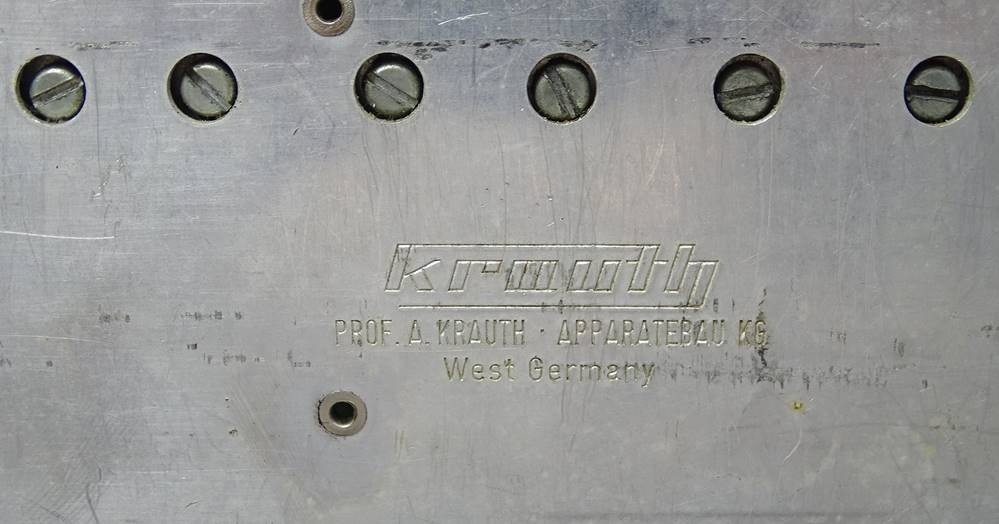 krauth
PROF. A. KRAUTH · APPARATEBAU KG
West Germany